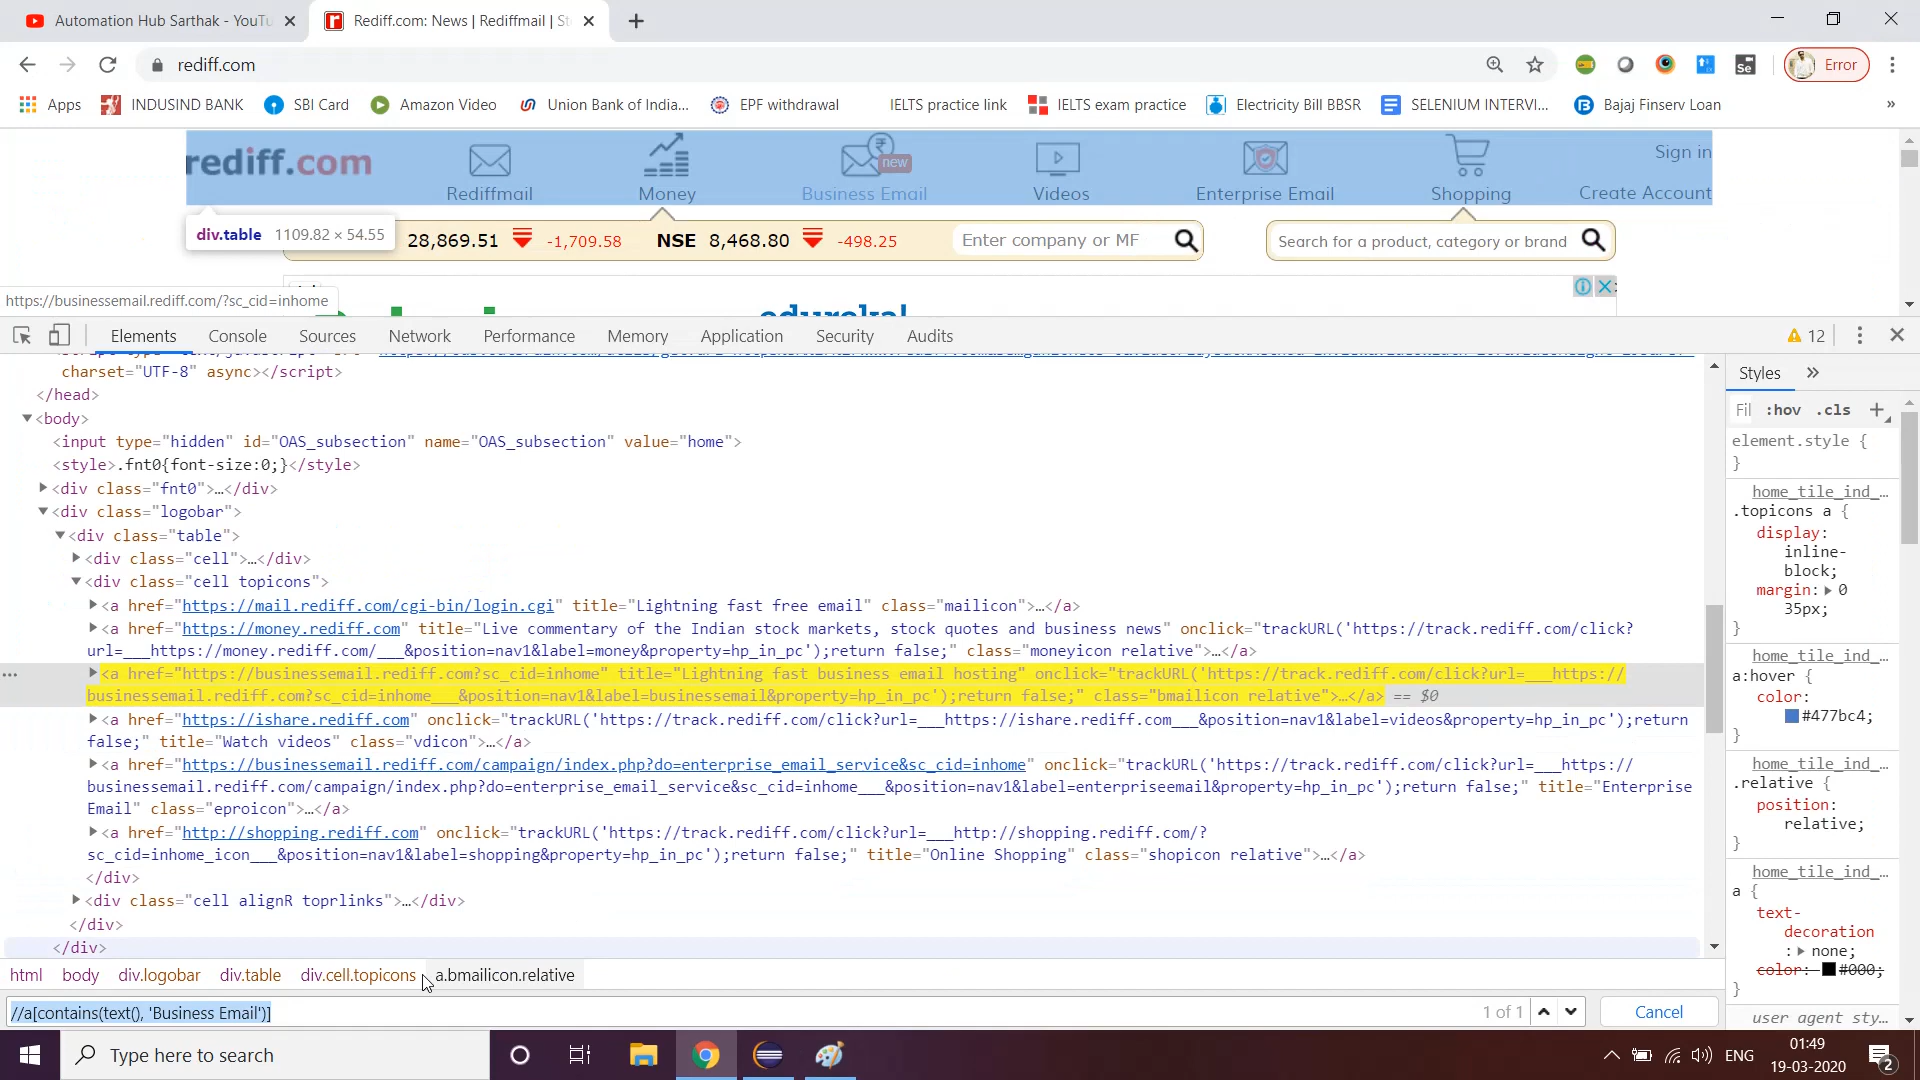 Automation Hub Sarthak - YouTu
Rediff.com: News | Rediffmail | St
rediff.com
Error
Apps INDUSIND BANK SBI Card Amazon Video Union Bank of India... EPF withdrawal IELTS practice link IELTS exam practice Electricity Bill BBSR SELENIUM INTERVI... Bajaj Finserv Loan »
rediff.com
new
Sign in
Rediffmail Money Business Email Videos Enterprise Email Shopping Create Account
div.table 1109.82 × 54.55
28,869.51 -1,709.58 NSE 8,468.80 -498.25 Enter company or MF
Search for a product, category or brand
https://businessemail.rediff.com/?sc_cid=inhome
edureka!
Elements Console Sources Network Performance Memory Application Security Audits 12
charset="UTF-8" async></script>
</head>
<body>
<input type="hidden" id="OAS_subsection" name="OAS_subsection" value="home">
<style>.fnt0{font-size:0;}</style>
<div class="fnt0">…</div>
<div class="logobar">
<div class="table">
<div class="cell">…</div>
<div class="cell topicons">
<a href="https://mail.rediff.com/cgi-bin/login.cgi" title="Lightning fast free email" class="mailicon">…</a>
<a href="https://money.rediff.com" title="Live commentary of the Indian stock markets, stock quotes and business news" onclick="trackURL('https://track.rediff.com/click?
url=___https://money.rediff.com/___&position=nav1&label=money&property=hp_in_pc');return false;" class="moneyicon relative">…</a>
<a href="https://businessemail.rediff.com?sc_cid=inhome" title="Lightning fast business email hosting" onclick="trackURL('https://track.rediff.com/click?url=___https://
businessemail.rediff.com?sc_cid=inhome___&position=nav1&label=businessemail&property=hp_in_pc');return false;" class="bmailicon relative">…</a> == $0
<a href="https://ishare.rediff.com" onclick="trackURL('https://track.rediff.com/click?url=___https://ishare.rediff.com___&position=nav1&label=videos&property=hp_in_pc');return
false;" title="Watch videos" class="vdicon">…</a>
<a href="https://businessemail.rediff.com/campaign/index.php?do=enterprise_email_service&sc_cid=inhome" onclick="trackURL('https://track.rediff.com/click?url=___https://
businessemail.rediff.com/campaign/index.php?do=enterprise_email_service&sc_cid=inhome___&position=nav1&label=enterpriseemail&property=hp_in_pc');return false;" title="Enterprise
Email" class="eproicon">…</a>
<a href="http://shopping.rediff.com" onclick="trackURL('https://track.rediff.com/click?url=___http://shopping.rediff.com/?
sc_cid=inhome_icon___&position=nav1&label=shopping&property=hp_in_pc');return false;" title="Online Shopping" class="shopicon relative">…</a>
</div>
<div class="cell alignR toprlinks">…</div>
</div>
</div>
html body div.logobar div.table div.cell.topicons a.bmailicon.relative
//a[contains(text(), 'Business Email')]
1 of 1
Cancel
Styles »
Fil :hov .cls +
element.style {
}
home_tile_ind_…
.topicons a {
display:
inline-
block;
margin: 0
35px;
}
home_tile_ind_…
a:hover {
color:
#477bc4;
}
home_tile_ind_…
.relative {
position:
relative;
}
home_tile_ind_…
a {
text-
decoration
: none;
color: #000;
}
user agent sty…
Type here to search
ENG
01:49
19-03-2020
2